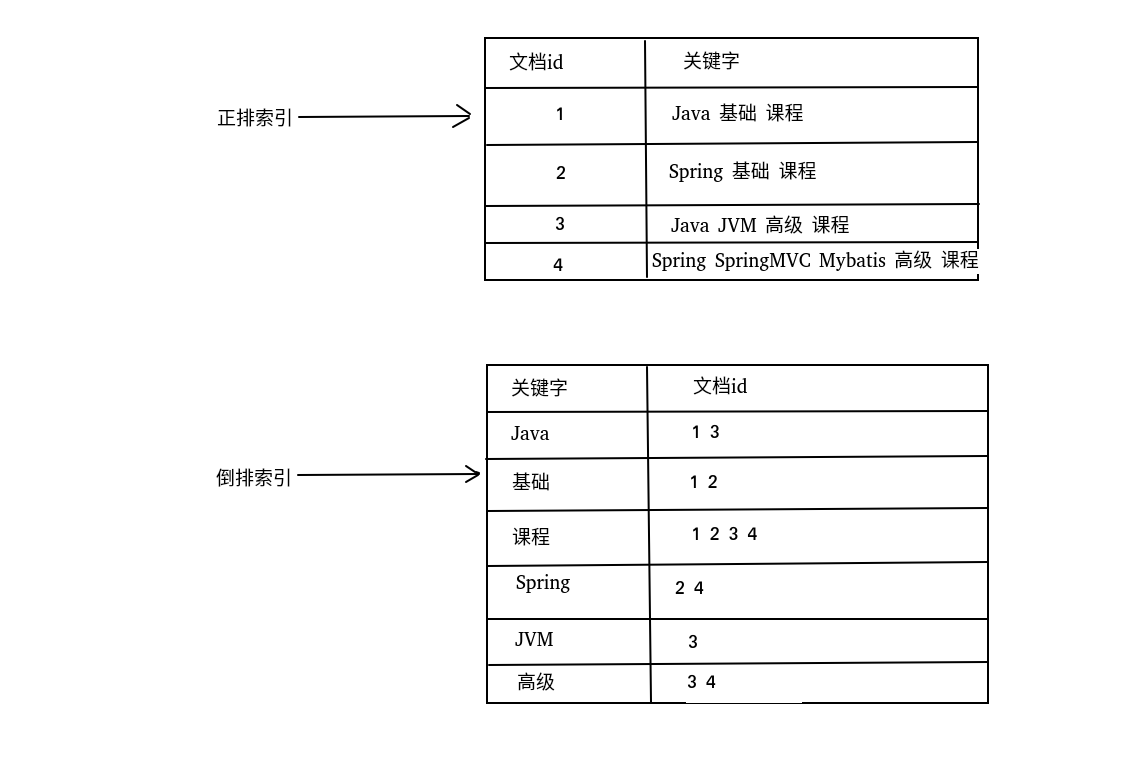 文档id 关键字
正排索引
1 Java 基础 课程
2 Spring 基础 课程
3 Java JVM 高级 课程
4 Spring SpringMVC Mybatis 高级 课程
关键字 文档id
Java 1 3
倒排索引
基础 1 2
课程 1 2 3 4
Spring 2 4
JVM 3
高级 3 4